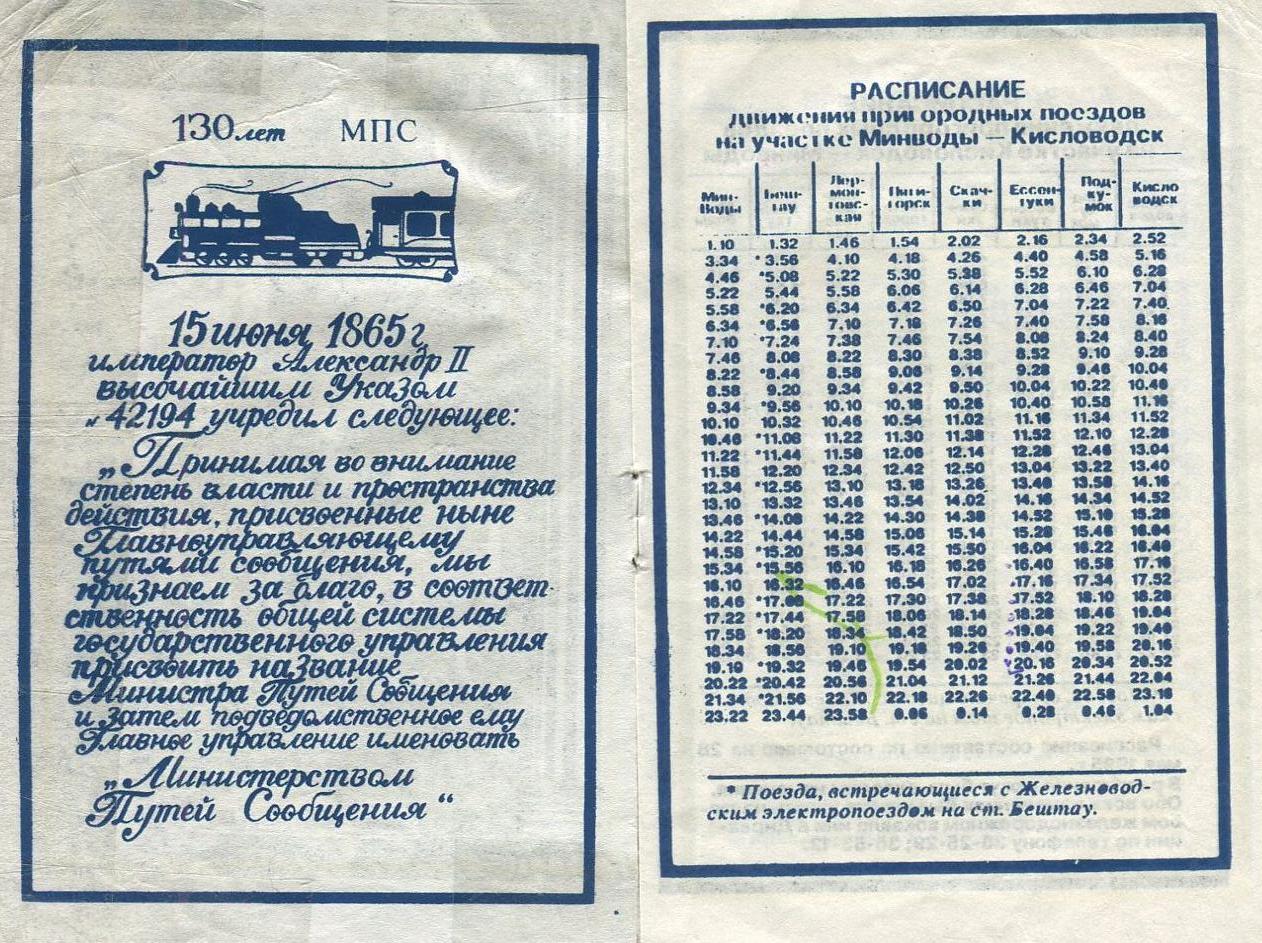 130 лет МПС
15 июня 1865 г.
император Александр II
высочайшим Указом
№ 42194 учредил следующее:
„Принимая во внимание
степень власти и пространства
действия, присвоенные ныне
Главноуправляющему
путями сообщения, мы
признаем за благо, в соответ-
ственность общей системы
государственного управления
присвоить название
Министра Путей Сообщения
и затем подведомственное ему
Главное управление именовать
„Министерством
Путей Сообщения“
РАСПИСАНИЕ
движения пригородных поездов
на участке Минводы — Кисловодск
Мин-Воды Бештау Лермонтовская Пятигорск Скачки Ессентуки Подкумок Кисловодск
1.10 1.32 1.46 1.54 2.02 2.16 2.34 2.52
3.34 *3.56 4.10 4.18 4.26 4.40 4.58 5.16
4.46 *5.08 5.22 5.30 5.38 5.52 6.10 6.28
5.22 5.44 5.58 6.06 6.14 6.28 6.46 7.04
5.58 *6.20 6.34 6.42 6.50 7.04 7.22 7.40
6.34 *6.56 7.10 7.18 7.26 7.40 7.58 8.16
7.10 *7.24 7.38 7.46 7.54 8.08 8.24 8.40
7.46 8.08 8.22 8.30 8.38 8.52 9.10 9.28
8.22 *8.44 8.58 9.06 9.14 9.28 9.46 10.04
8.58 9.20 9.34 9.42 9.50 10.04 10.22 10.40
9.34 *9.56 10.10 10.18 10.26 10.40 10.58 11.16
10.10 10.32 10.46 10.54 11.02 11.16 11.34 11.52
10.46 *11.08 11.22 11.30 11.38 11.52 12.10 12.28
11.22 *11.44 11.58 12.06 12.14 12.28 12.46 13.04
11.58 12.20 12.34 12.42 12.50 13.04 13.22 13.40
12.34 *12.56 13.10 13.18 13.26 13.40 13.58 14.16
13.10 13.32 13.46 13.54 14.02 14.16 14.34 14.52
13.46 *14.08 14.22 14.30 14.38 14.52 15.10 15.28
14.22 14.44 14.58 15.06 15.14 15.28 15.46 16.04
14.58 *15.20 15.34 15.42 15.50 16.04 16.22 16.40
15.34 *15.56 16.10 16.18 16.26 16.40 16.58 17.16
16.10 16.32 16.46 16.54 17.02 17.16 17.34 17.52
16.46 *17.08 17.22 17.30 17.38 17.52 18.10 18.28
17.22 *17.44 17.58 18.06 18.14 18.28 18.46 19.04
17.58 *18.20 18.34 18.42 18.50 19.04 19.22 19.40
18.34 18.56 19.10 19.18 19.26 19.40 19.58 20.16
19.10 *19.32 19.46 19.54 20.02 20.16 20.34 20.52
20.22 *20.42 20.56 21.04 21.12 21.26 21.44 22.04
21.34 *21.56 22.10 22.18 22.26 22.40 22.58 23.16
23.22 23.44 23.58 0.06 0.14 0.28 0.46 1.04
* Поезда, встречающиеся с Железновод-
ским электропоездом на ст. Бештау.